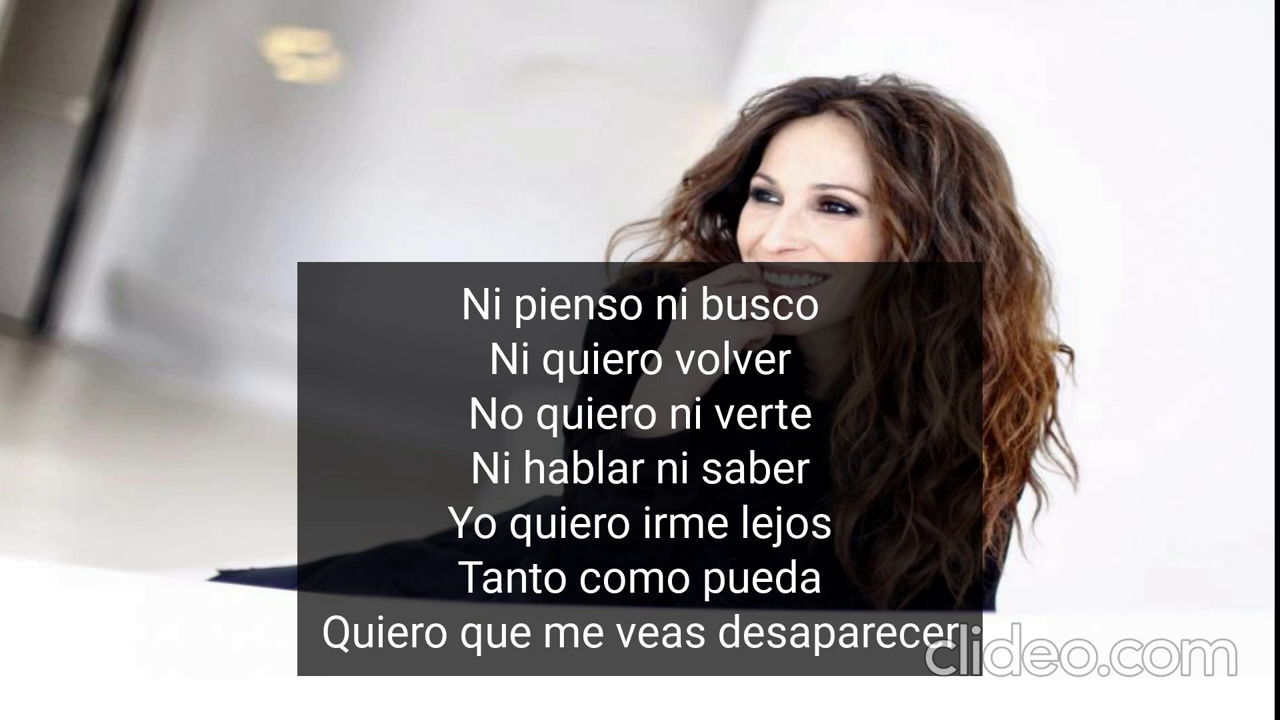 Ni pienso ni busco
Ni quiero volver
No quiero ni verte
Ni hablar ni saber
Yo quiero irme lejos
Tanto como pueda
Quiero que me veas desaparecer
clideo.com